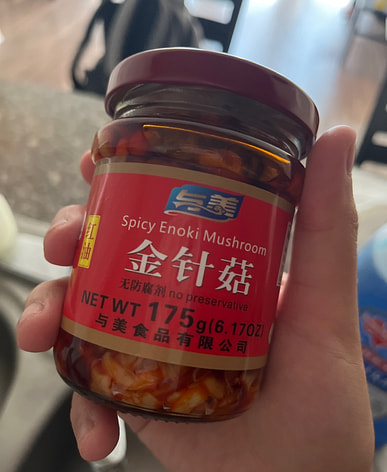 与美
Spicy Enoki Mushroom
红油
金针菇
无防腐剂 no preservative
NET WT 175g(6.17OZ)
与美食品有限公司